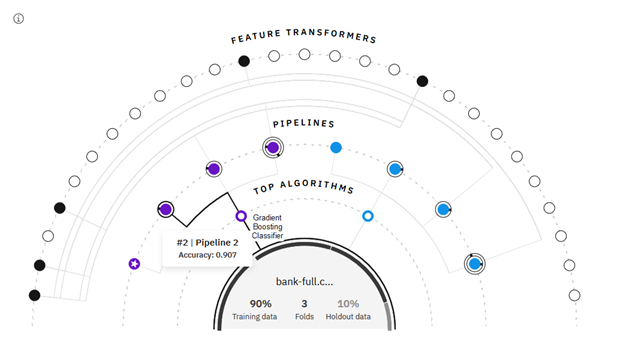 FEATURE TRANSFORMERS
PIPELINES
TOP ALGORITHMS
Gradient
Boosting
Classifier
#2 | Pipeline 2
Accuracy: 0.907
bank-full.c...
90% 3 10%
Training data Folds Holdout data